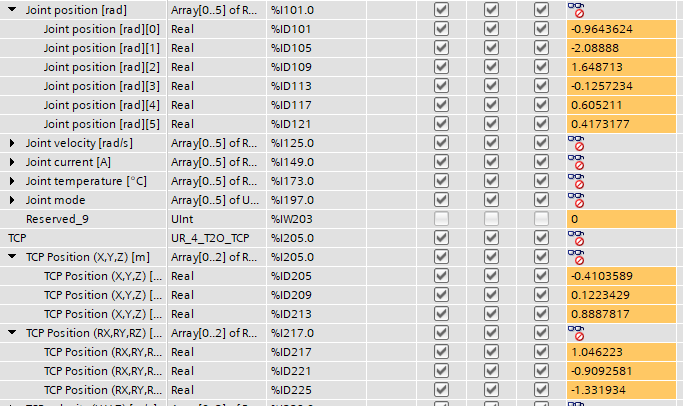 Joint position [rad] Array[0..5] of R... %I101.0
Joint position [rad][0] Real %ID101 -0.9643624
Joint position [rad][1] Real %ID105 -2.08888
Joint position [rad][2] Real %ID109 1.648713
Joint position [rad][3] Real %ID113 -0.1257234
Joint position [rad][4] Real %ID117 0.605211
Joint position [rad][5] Real %ID121 0.4173177
Joint velocity [rad/s] Array[0..5] of R... %I125.0
Joint current [A] Array[0..5] of R... %I149.0
Joint temperature [°C] Array[0..5] of R... %I173.0
Joint mode Array[0..5] of U... %I197.0
Reserved_9 UInt %IW203 0
TCP UR_4_T2O_TCP %I205.0
TCP Position (X,Y,Z) [m] Array[0..2] of R... %I205.0
TCP Position (X,Y,Z) [... Real %ID205 -0.4103589
TCP Position (X,Y,Z) [... Real %ID209 0.1223429
TCP Position (X,Y,Z) [... Real %ID213 0.8887817
TCP Position (RX,RY,RZ) [... Array[0..2] of R... %I217.0
TCP Position (RX,RY,R... Real %ID217 1.046223
TCP Position (RX,RY,R... Real %ID221 -0.9092581
TCP Position (RX,RY,R... Real %ID225 -1.331934